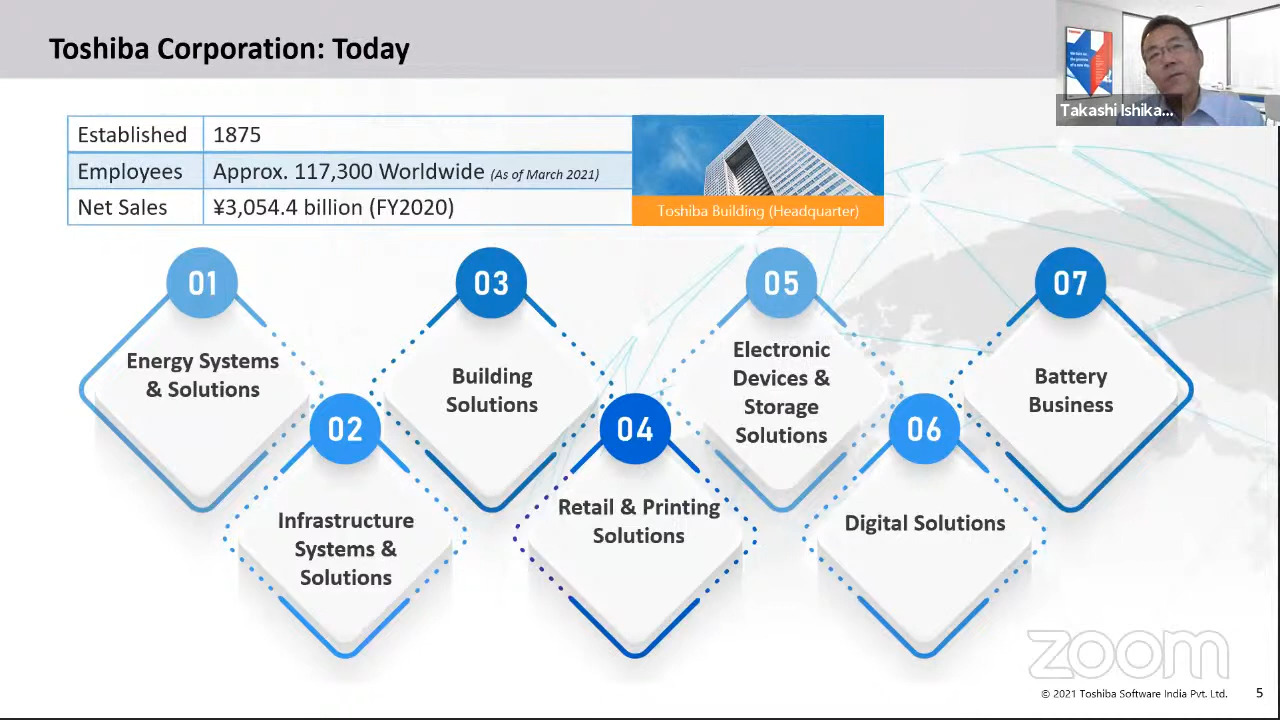 Toshiba Corporation: Today
Takashi Ishika...
Established 1875
Employees Approx. 117,300 Worldwide (As of March 2021)
Net Sales ¥3,054.4 billion (FY2020)
Toshiba Building (Headquarter)
01
Energy Systems
& Solutions
02
Infrastructure
Systems &
Solutions
03
Building
Solutions
04
Retail & Printing
Solutions
05
Electronic
Devices &
Storage
Solutions
06
Digital Solutions
07
Battery
Business
zoom
© 2021 Toshiba Software India Pvt. Ltd. 5